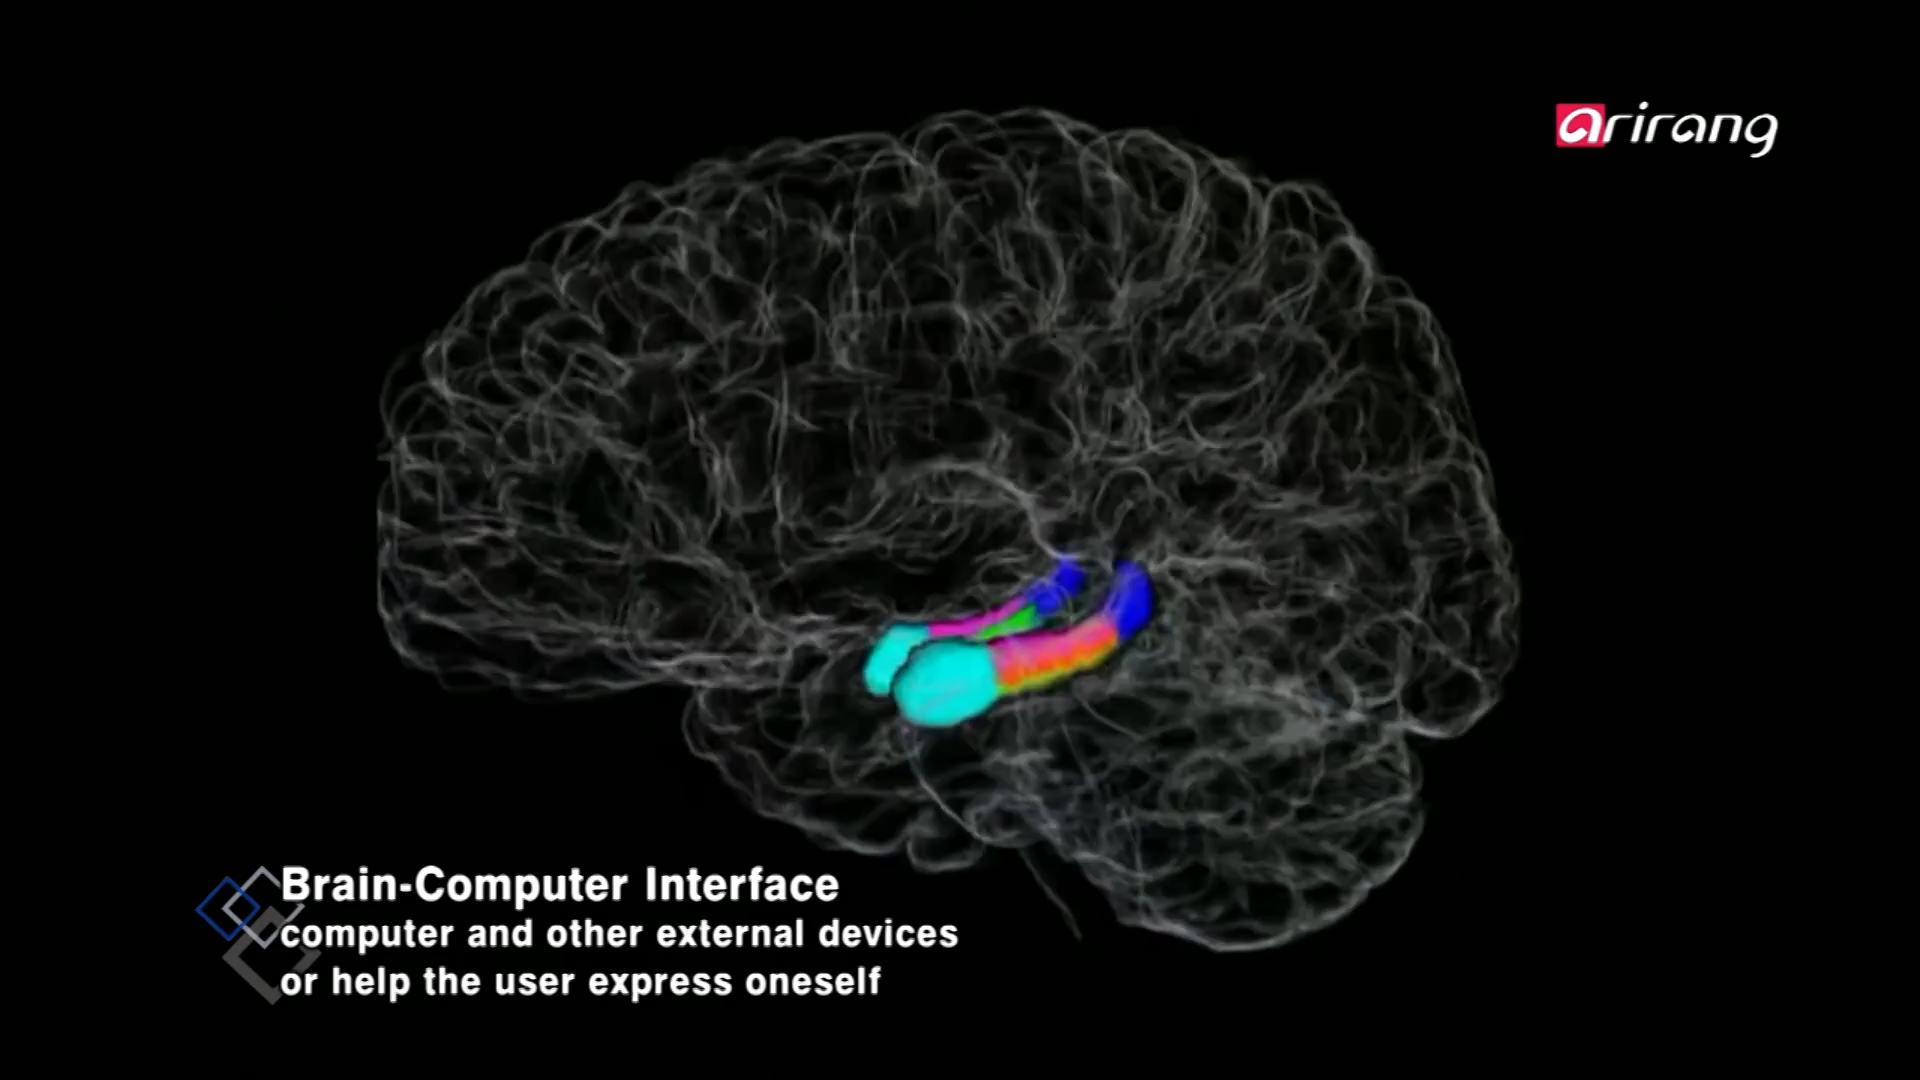 arirang
Brain-Computer Interface
computer and other external devices
or help the user express oneself